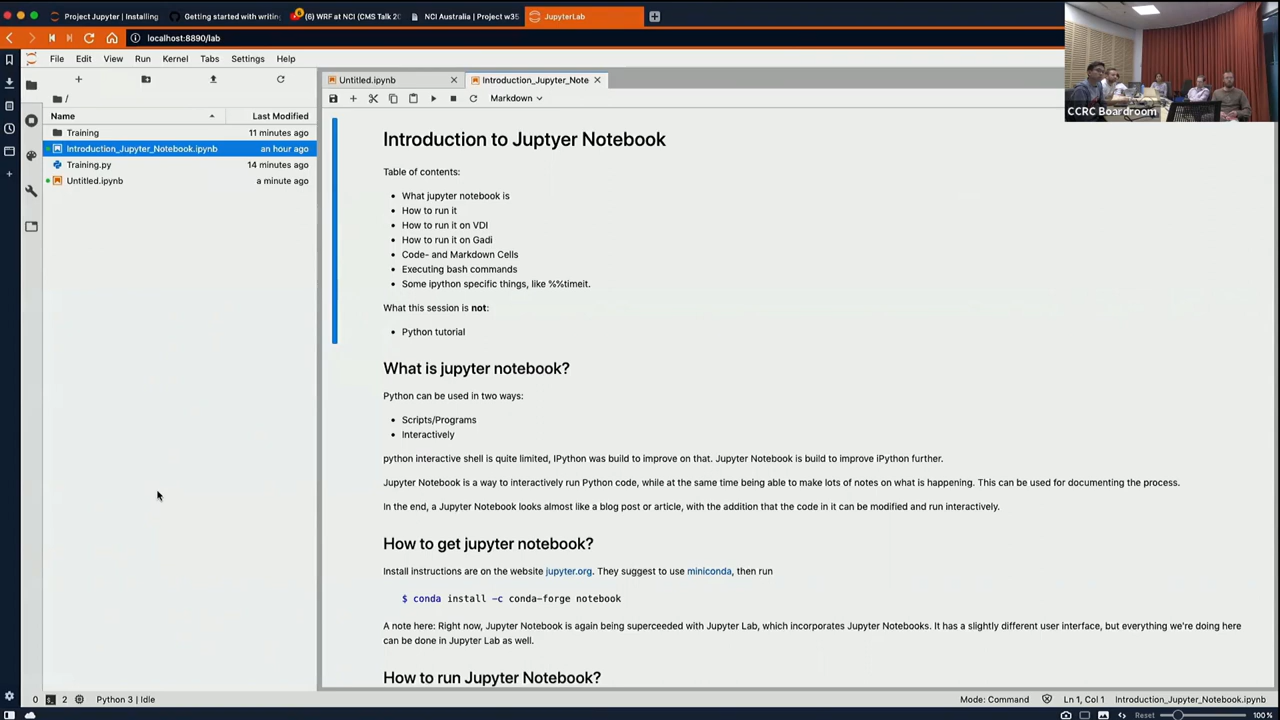 Project Jupyter | Installing
Getting started with writing
(6) WRF at NCI (CMS Talk 20
NCI Australia | Project w35
JupyterLab
localhost:8890/lab
File Edit View Run Kernel Tabs Settings Help
Untitled.ipynb
Introduction_Jupyter_Note
/
Markdown
Name
Last Modified
Training
11 minutes ago
Introduction_Jupyter_Notebook.ipynb
an hour ago
Training.py
14 minutes ago
Untitled.ipynb
a minute ago
CCRC Boardroom
Introduction to Juptyer Notebook
Table of contents:
What jupyter notebook is
How to run it
How to run it on VDI
How to run it on Gadi
Code- and Markdown Cells
Executing bash commands
Some ipython specific things, like %%timeit.
What this session is not:
Python tutorial
What is jupyter notebook?
Python can be used in two ways:
Scripts/Programs
Interactively
python interactive shell is quite limited, IPython was build to improve on that. Jupyter Notebook is build to improve iPython further.
Jupyter Notebook is a way to interactively run Python code, while at the same time being able to make lots of notes on what is happening. This can be used for documenting the process.
In the end, a Jupyter Notebook looks almost like a blog post or article, with the addition that the code in it can be modified and run interactively.
How to get jupyter notebook?
Install instructions are on the website jupyter.org. They suggest to use miniconda, then run
$ conda install -c conda-forge notebook
A note here: Right now, Jupyter Notebook is again being superceeded with Jupyter Lab, which incorporates Jupyter Notebooks. It has a slightly different user interface, but everything we're doing here
can be done in Jupyter Lab as well.
How to run Jupyter Notebook?
0
2
Python 3 | Idle
Mode: Command
Ln 1, Col 1
Introduction_Jupyter_Notebook.ipynb
Reset
100 %